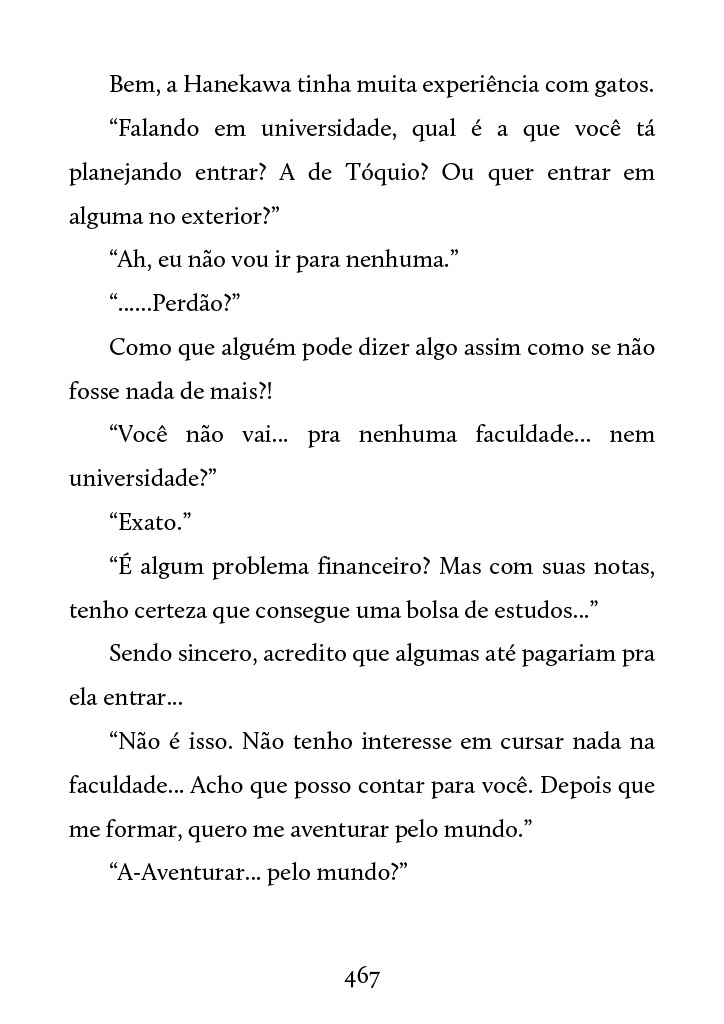 Bem, a Hanekawa tinha muita experiência com gatos.
“Falando em universidade, qual é a que você tá
planejando entrar? A de Tóquio? Ou quer entrar em
alguma no exterior?”
“Ah, eu não vou ir para nenhuma.”
“......Perdão?”
Como que alguém pode dizer algo assim como se não
fosse nada de mais?!
“Você não vai... pra nenhuma faculdade... nem
universidade?”
“Exato.”
“É algum problema financeiro? Mas com suas notas,
tenho certeza que consegue uma bolsa de estudos...”
Sendo sincero, acredito que algumas até pagariam pra
ela entrar...
“Não é isso. Não tenho interesse em cursar nada na
faculdade... Acho que posso contar para você. Depois que
me formar, quero me aventurar pelo mundo.”
“A-Aventurar... pelo mundo?”
467